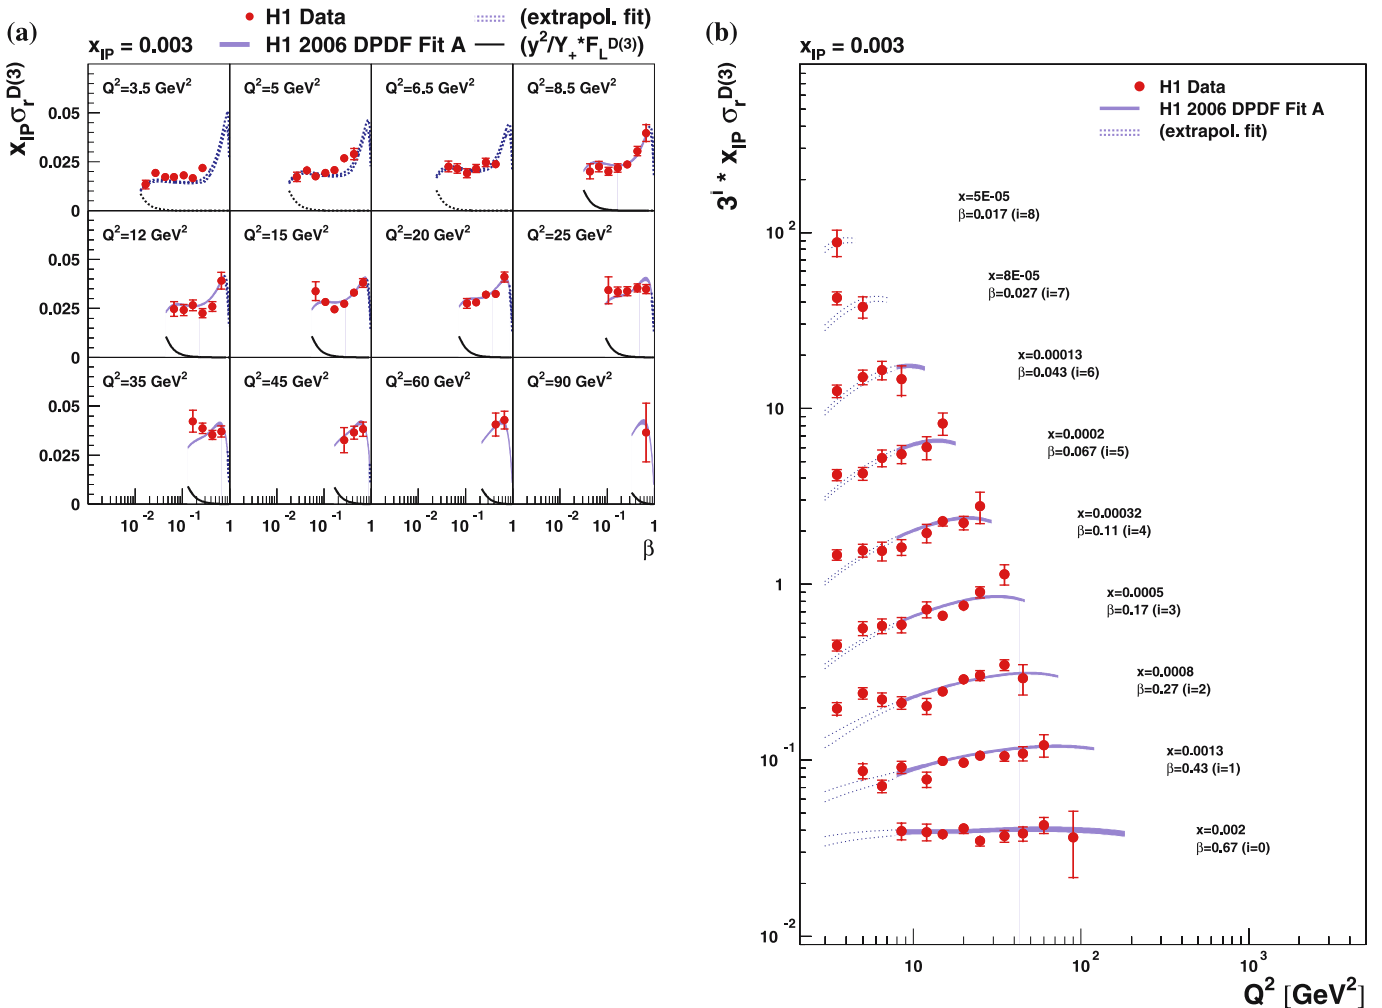 (a)
H1 Data
(extrapol. fit)
x_IP = 0.003
H1 2006 DPDF Fit A
(y²/Y₊*F_L^D(3))
x_IP σ_r^D(3)
Q²=3.5 GeV²
Q²=5 GeV²
Q²=6.5 GeV²
Q²=8.5 GeV²
0.05
0.025
0
Q²=12 GeV²
Q²=15 GeV²
Q²=20 GeV²
Q²=25 GeV²
0.05
0.025
0
Q²=35 GeV²
Q²=45 GeV²
Q²=60 GeV²
Q²=90 GeV²
0.05
0.025
0
10⁻² 10⁻¹ 1
10⁻² 10⁻¹ 1
10⁻² 10⁻¹ 1
10⁻² 10⁻¹ 1
β
(b)
x_IP = 0.003
3^i * x_IP σ_r^D(3)
H1 Data
H1 2006 DPDF Fit A
(extrapol. fit)
x=5E-05
β=0.017 (i=8)
10²
x=8E-05
β=0.027 (i=7)
x=0.00013
β=0.043 (i=6)
10
x=0.0002
β=0.067 (i=5)
x=0.00032
β=0.11 (i=4)
1
x=0.0005
β=0.17 (i=3)
x=0.0008
β=0.27 (i=2)
10⁻¹
x=0.0013
β=0.43 (i=1)
x=0.002
β=0.67 (i=0)
10⁻²
10 10² 10³
Q² [GeV²]